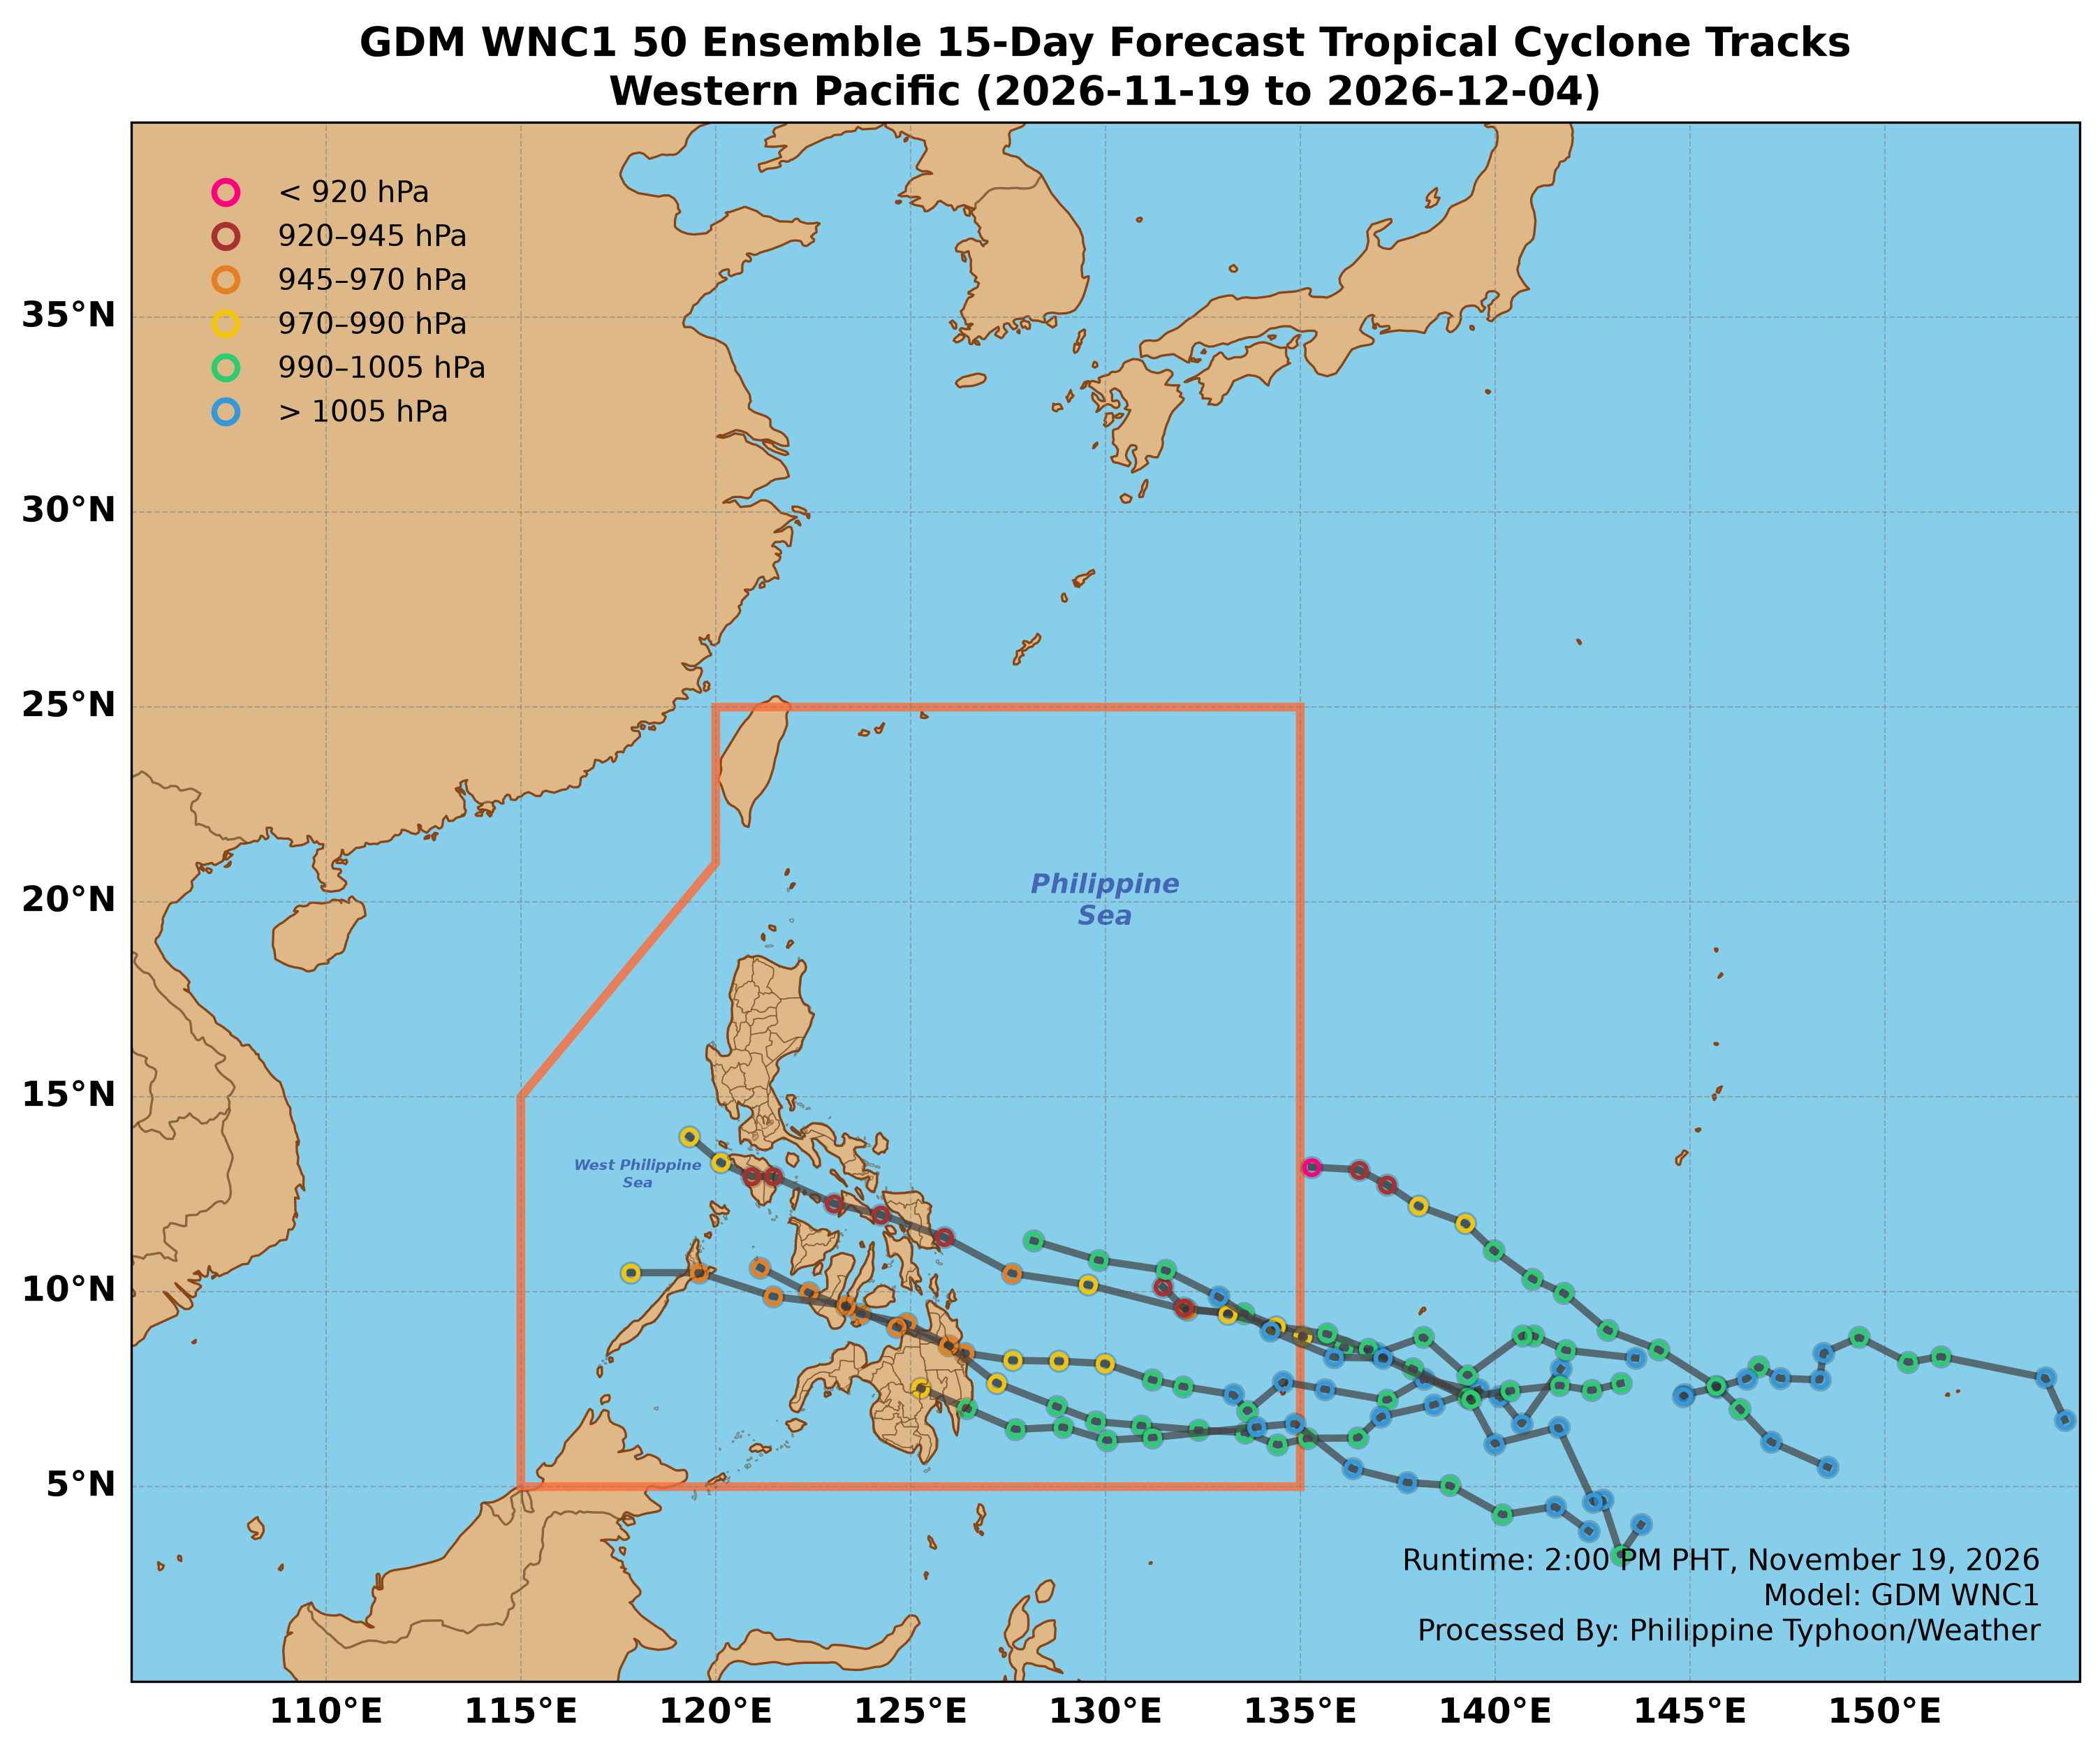 GDM WNC1 50 Ensemble 15-Day Forecast Tropical Cyclone Tracks
Western Pacific (2026-11-19 to 2026-12-04)
< 920 hPa
920–945 hPa
945–970 hPa
970–990 hPa
990–1005 hPa
> 1005 hPa
35°N
30°N
25°N
20°N
15°N
10°N
5°N
Philippine
Sea
West Philippine
Sea
Runtime: 2:00 PM PHT, November 19, 2026
Model: GDM WNC1
Processed By: Philippine Typhoon/Weather
110°E
115°E
120°E
125°E
130°E
135°E
140°E
145°E
150°E